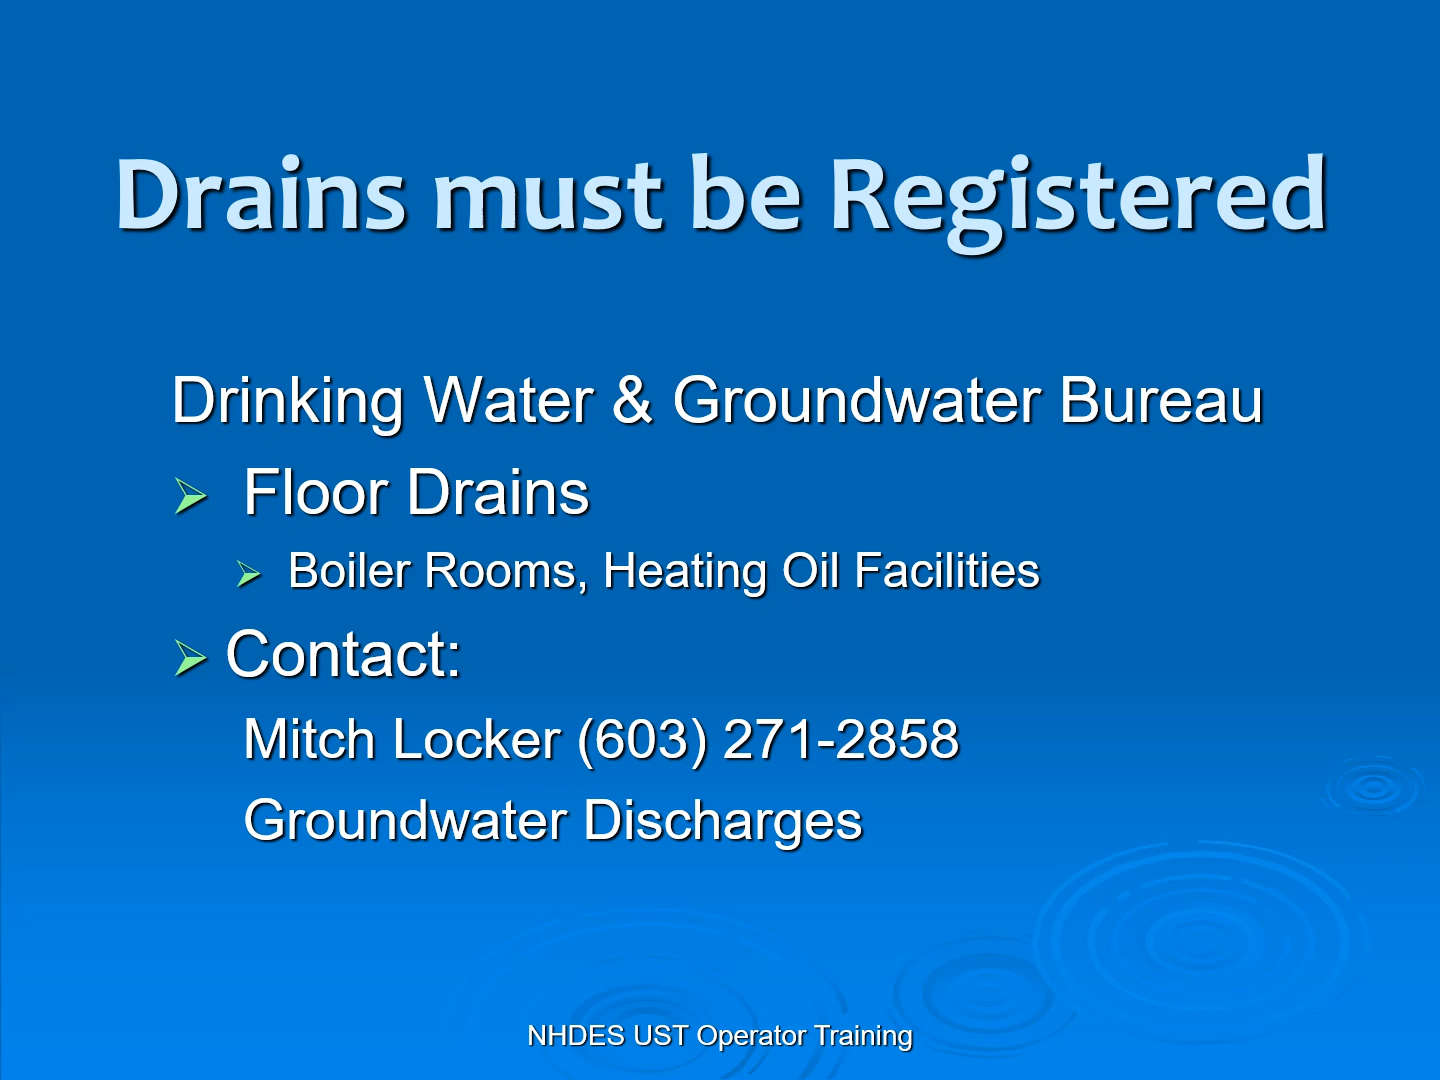 Drains must be Registered
Drinking Water & Groundwater Bureau
Floor Drains
Boiler Rooms, Heating Oil Facilities
Contact:
Mitch Locker (603) 271-2858
Groundwater Discharges
NHDES UST Operator Training